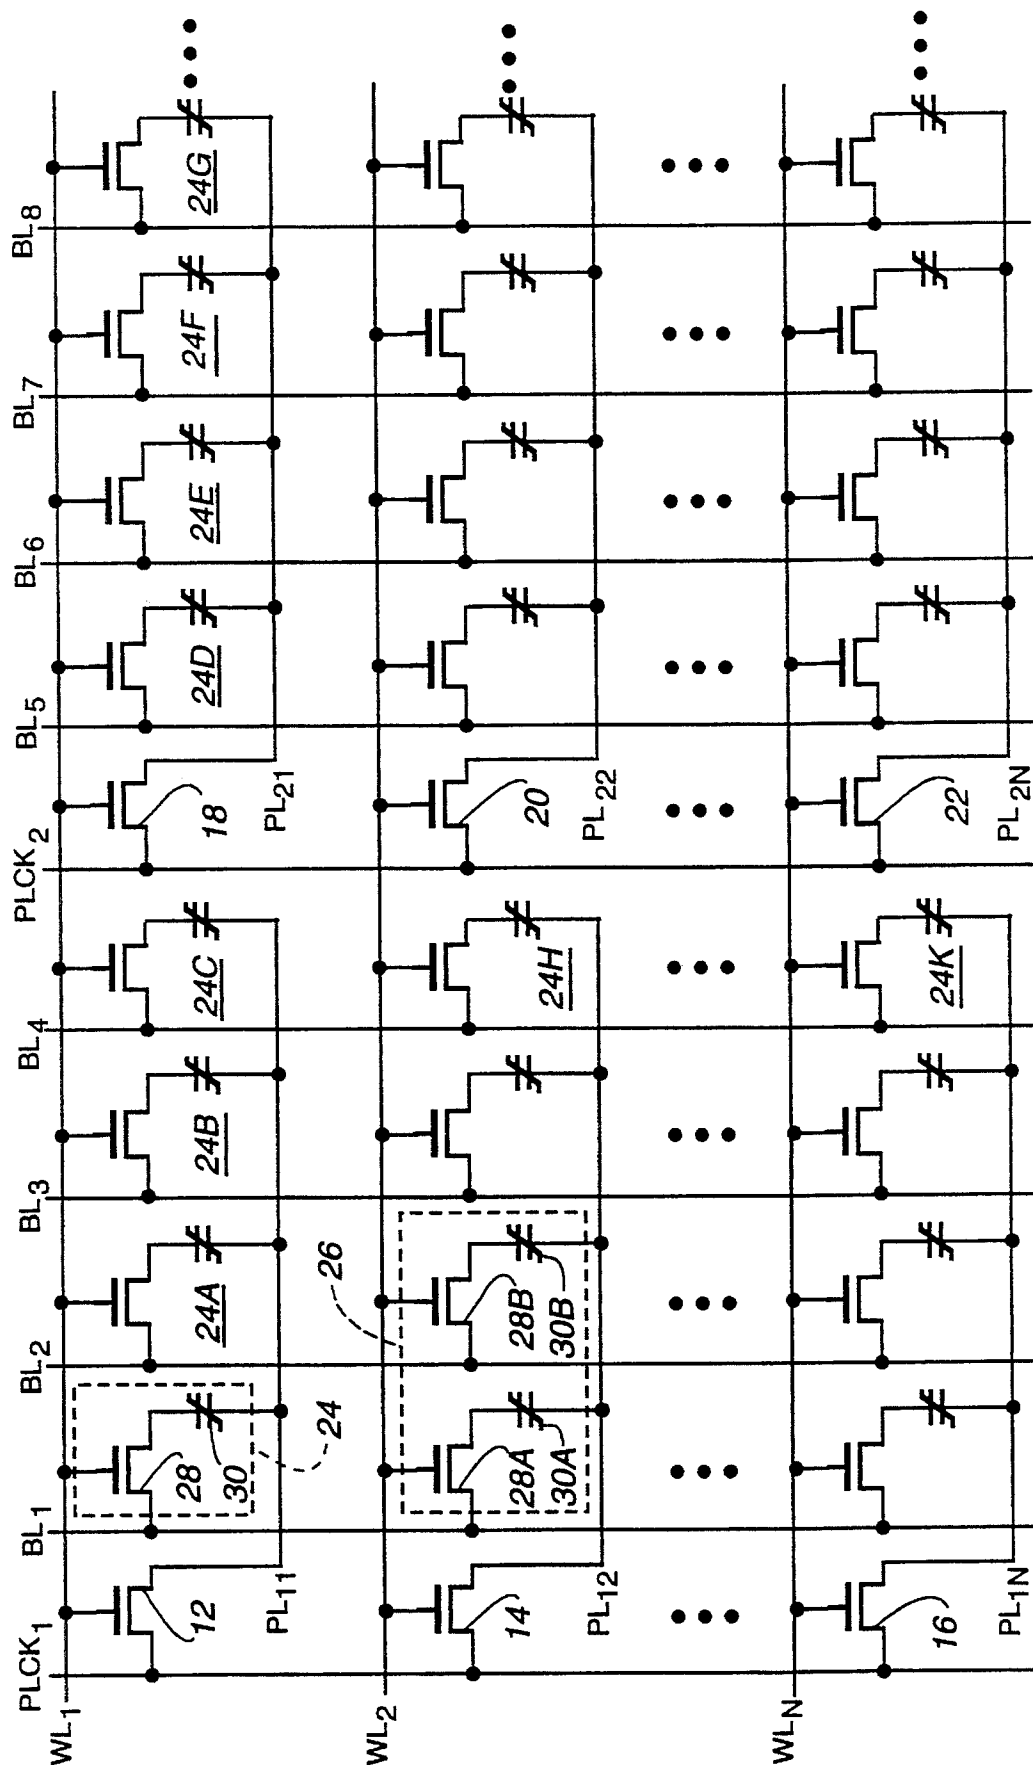 PLCK1 BL1 BL2 BL3 BL4 PLCK2 BL5 BL6 BL7 BL8
WL1
12 28 30 24 24A 24B 24C 18 24D 24E 24F 24G
PL11 PL21
26
WL2
14 28A 30A 28B 30B 24H 20
PL12 PL22
WLN
16 24K 22
PL1N PL2N